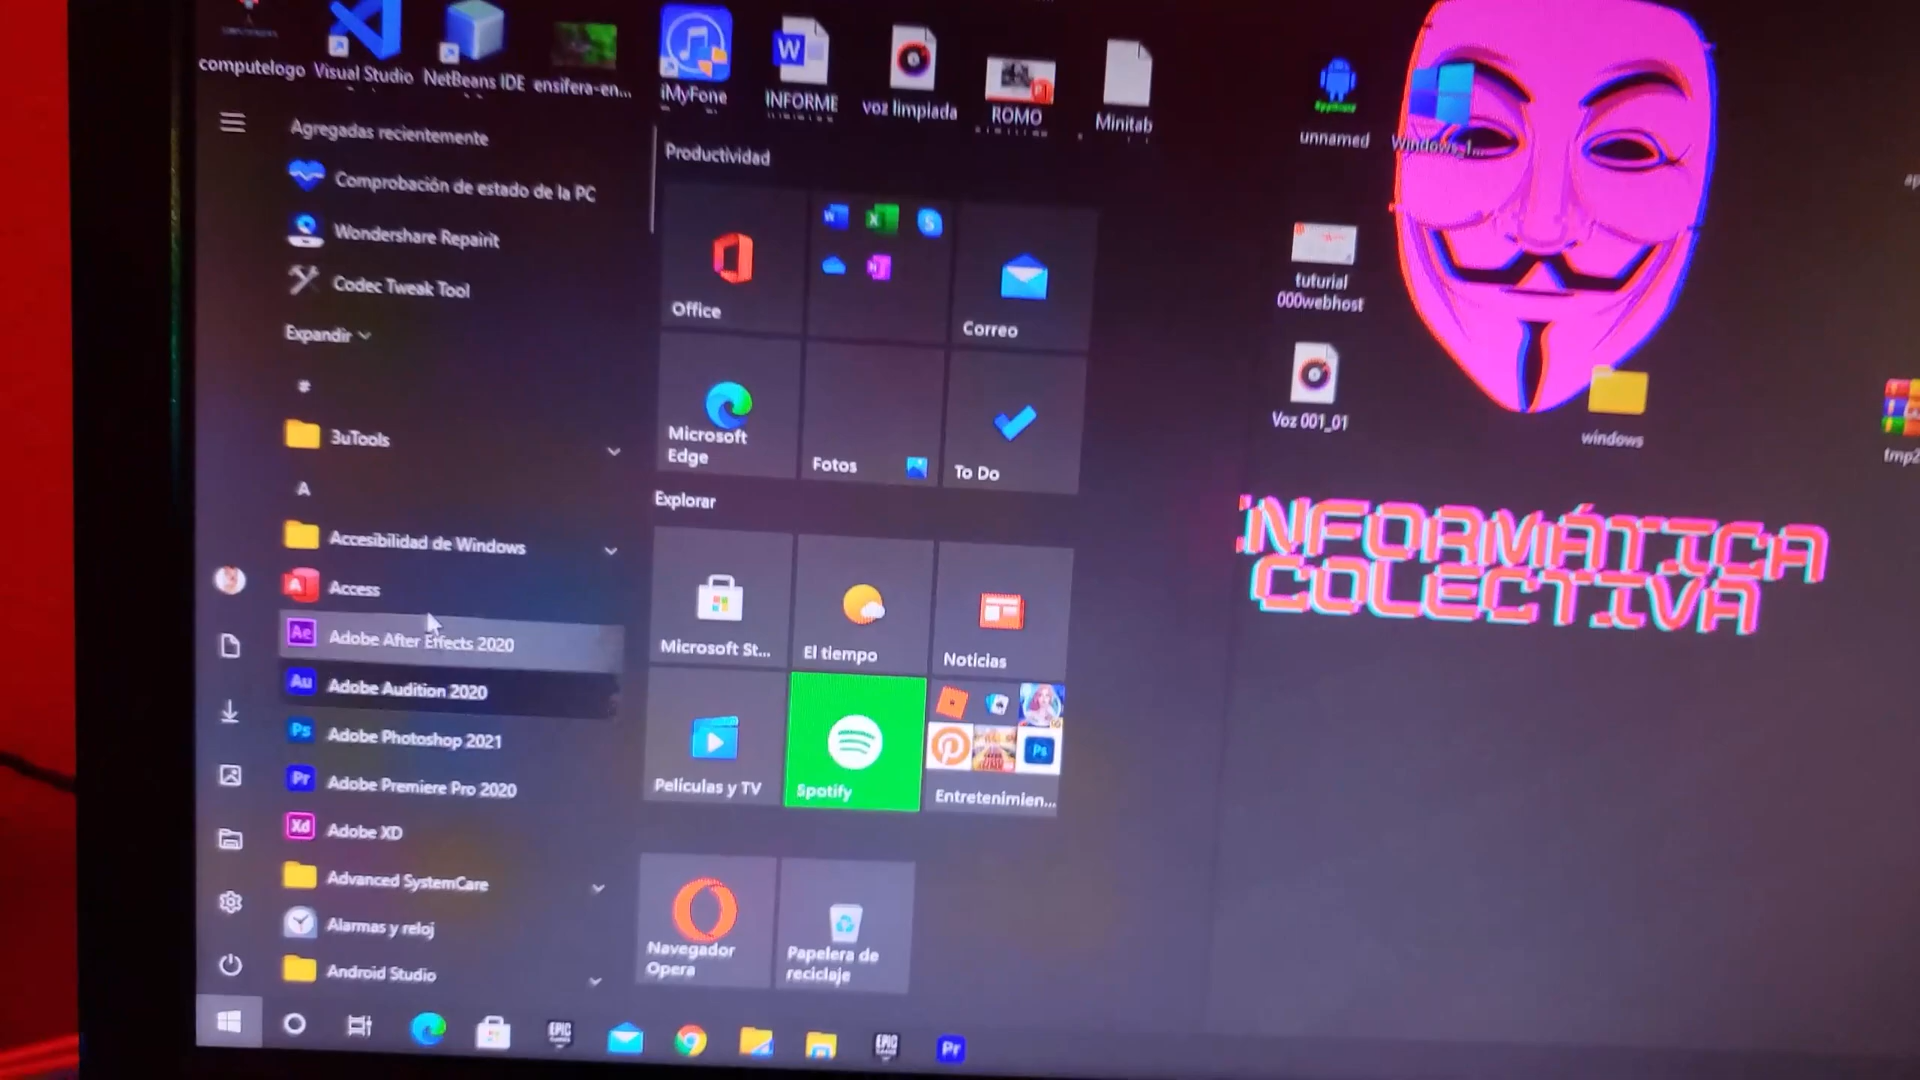 computelogo
Visual Studio
NetBeans IDE
ensifera-en...
iMyFone
INFORME
voz limpiada
ROMO
Minitab
unnamed
Windows_1...
Agregadas recientemente
Comprobación de estado de la PC
Wondershare Repairit
Codec Tweak Tool
Expandir
#
3uTools
A
Accesibilidad de Windows
Access
Adobe After Effects 2020
Adobe Audition 2020
Adobe Photoshop 2021
Adobe Premiere Pro 2020
Adobe XD
Advanced SystemCare
Alarmas y reloj
Android Studio
Productividad
Office
Correo
Microsoft
Edge
Fotos
To Do
Explorar
Microsoft St...
El tiempo
Noticias
Películas y TV
Spotify
Entretenimien...
Navegador
Opera
Papelera de
reciclaje
tuturial
000webhost
Voz 001_01
windows
tmp2
INFORMÁTICA
COLECTIVA